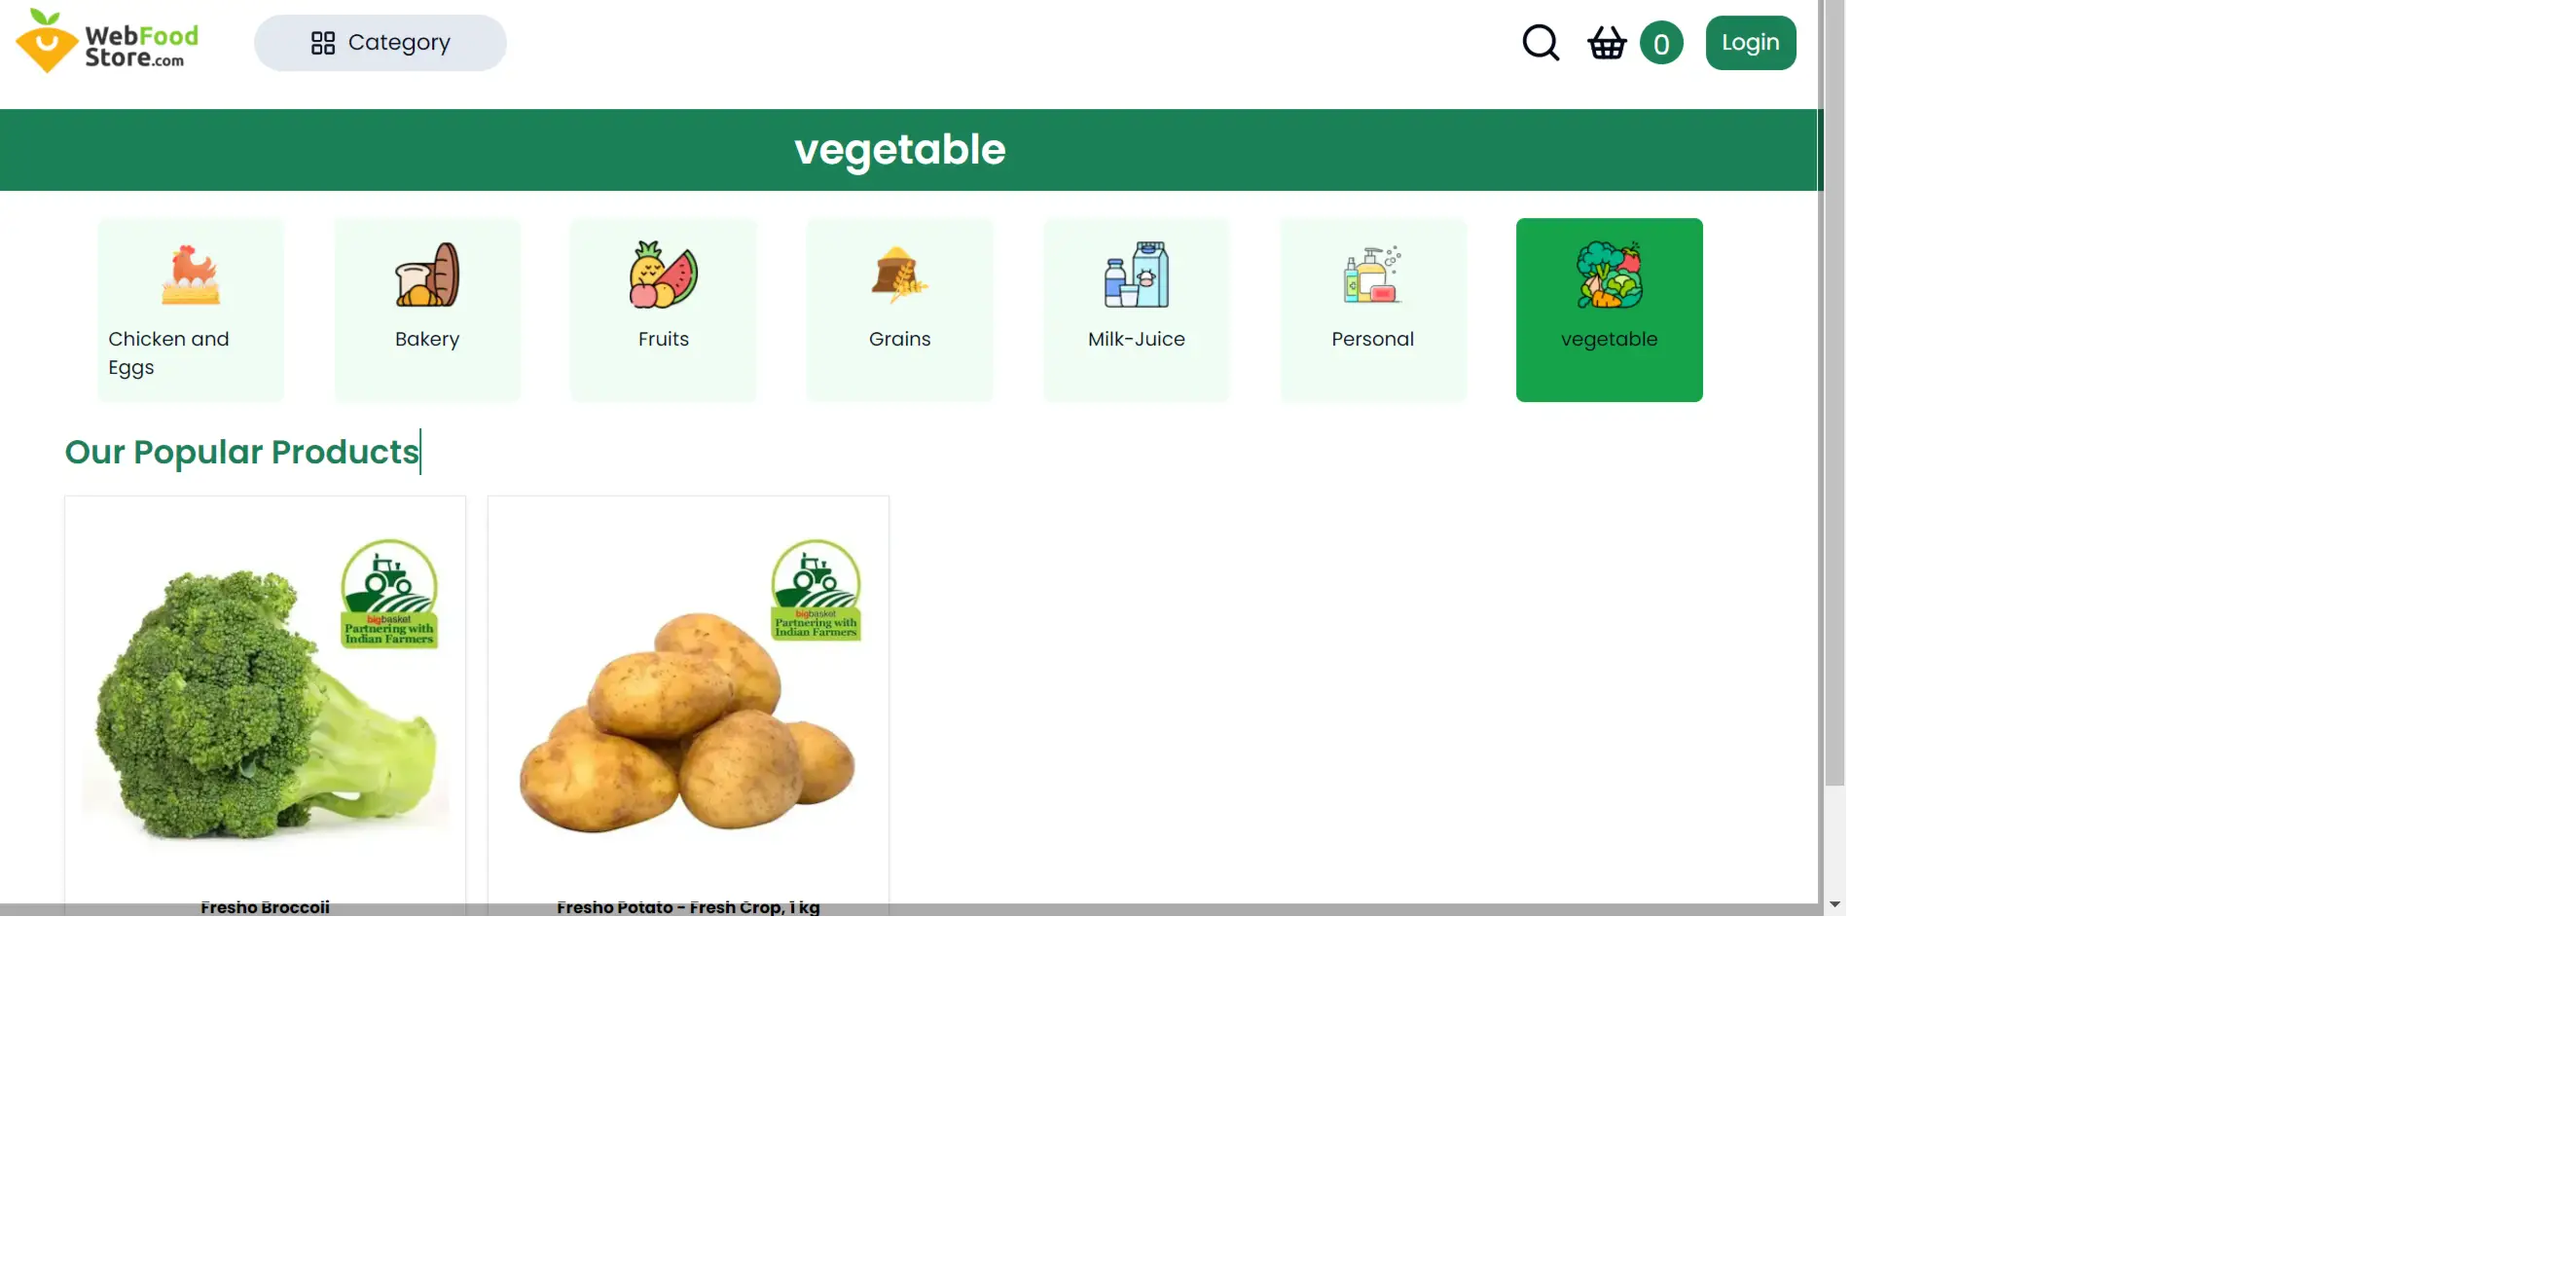 WebFood
Store.com
Category
0
Login
vegetable
Chicken and
Eggs
Bakery
Fruits
Grains
Milk-Juice
Personal
vegetable
Our Popular Products
bigbasket
Partnering with
Indian Farmers
bigbasket
Partnering with
Indian Farmers
Fresho Broccoli
Fresho Potato - Fresh Crop, 1 kg